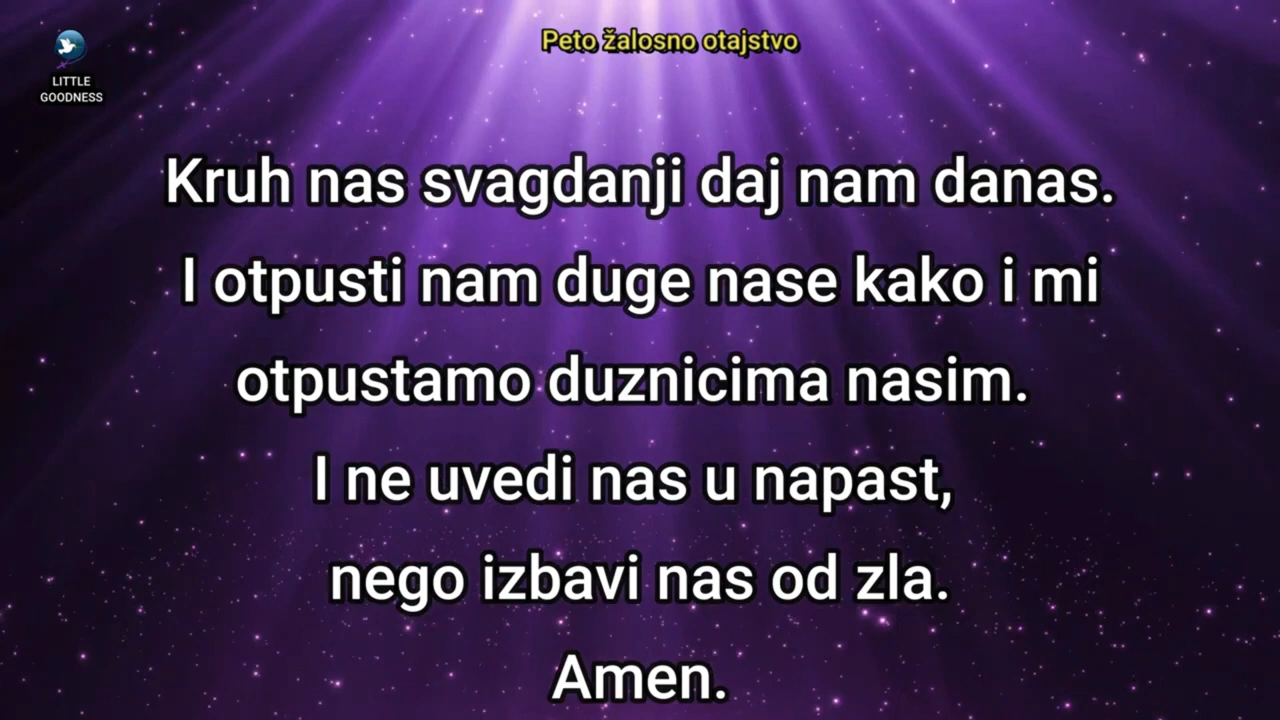 Peto žalosno otajstvo
LITTLE
GOODNESS
Kruh nas svagdanji daj nam danas.
I otpusti nam duge nase kako i mi
otpustamo duznicima nasim.
I ne uvedi nas u napast,
nego izbavi nas od zla.
Amen.